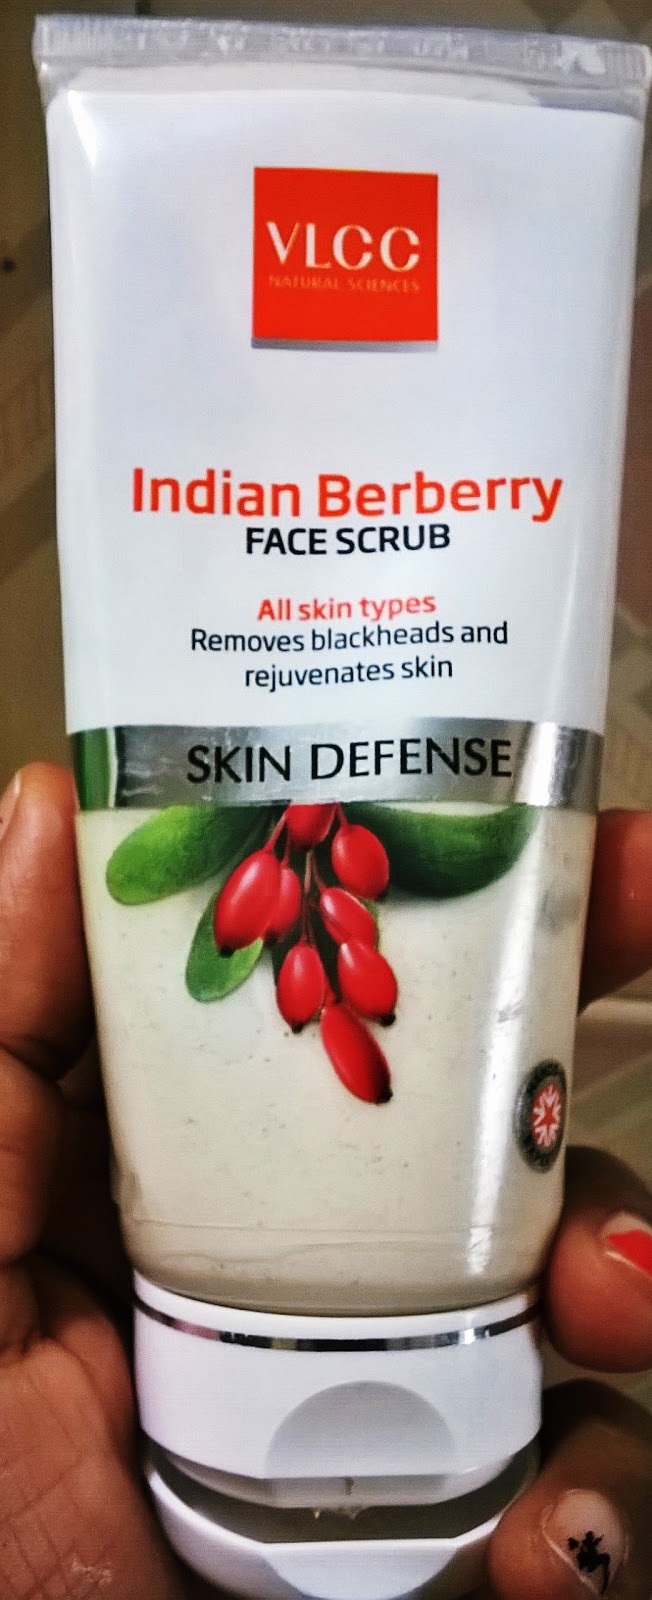 VLCC
NATURAL SCIENCES
Indian Berberry
FACE SCRUB
All skin types
Removes blackheads and
rejuvenates skin
SKIN DEFENSE